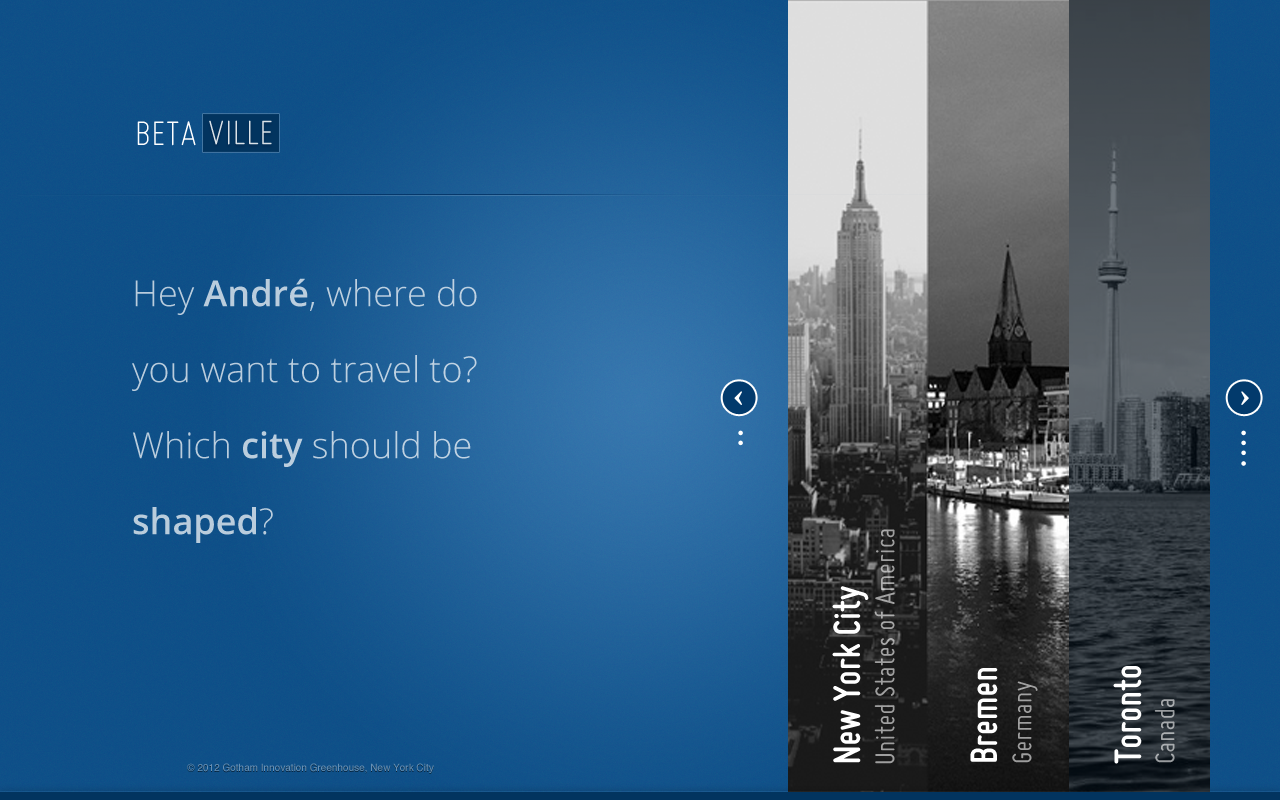 BETA VILLE
Hey André, where do
you want to travel to?
Which city should be
shaped?
© 2012 Gotham Innovation Greenhouse, New York City
New York City
United States of America
Bremen
Germany
Toronto
Canada